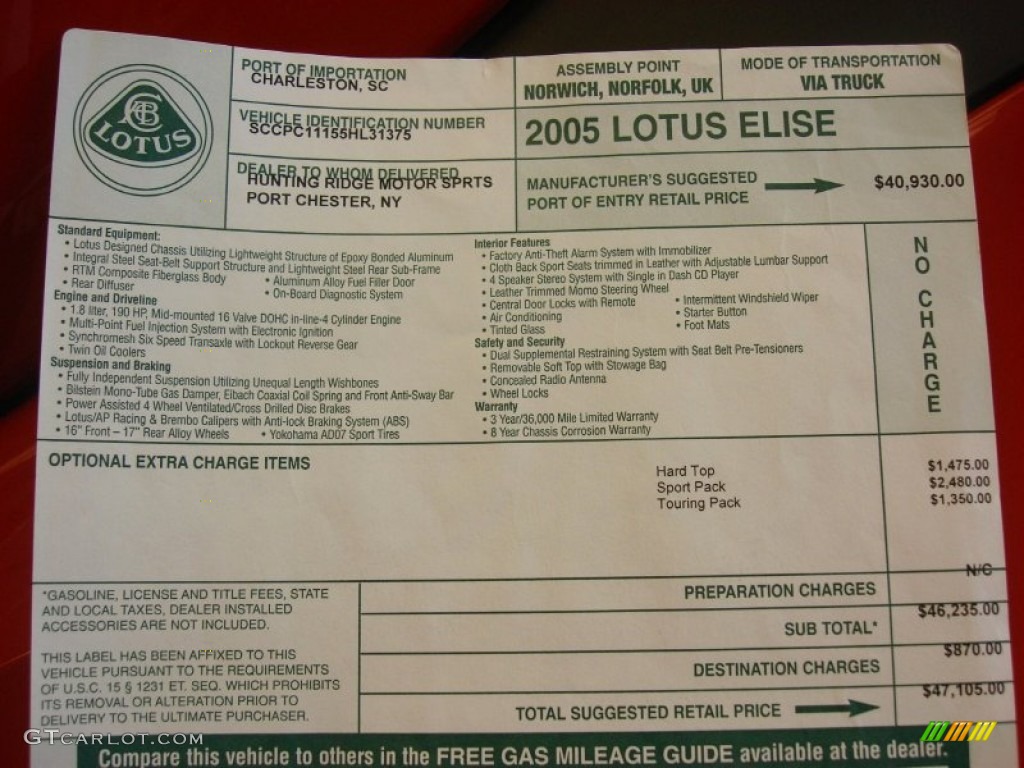 LOTUS
PORT OF IMPORTATION
CHARLESTON, SC
ASSEMBLY POINT
NORWICH, NORFOLK, UK
MODE OF TRANSPORTATION
VIA TRUCK
VEHICLE IDENTIFICATION NUMBER
SCCPC11155HL31375
2005 LOTUS ELISE
DEALER TO WHOM DELIVERED
HUNTING RIDGE MOTOR SPRTS
PORT CHESTER, NY
MANUFACTURER'S SUGGESTED
PORT OF ENTRY RETAIL PRICE
$40,930.00
Standard Equipment:
• Lotus Designed Chassis Utilizing Lightweight Structure of Epoxy Bonded Aluminum
• Integral Steel Seat-Belt Support Structure and Lightweight Steel Rear Sub-Frame
• RTM Composite Fiberglass Body • Aluminum Alloy Fuel Filler Door
• Rear Diffuser • On-Board Diagnostic System
Engine and Driveline
• 1.8 liter, 190 HP, Mid-mounted 16 Valve DOHC in-line-4 Cylinder Engine
• Multi-Point Fuel Injection System with Electronic Ignition
• Synchromesh Six Speed Transaxle with Lockout Reverse Gear
• Twin Oil Coolers
Suspension and Braking
• Fully Independent Suspension Utilizing Unequal Length Wishbones
• Bilstein Mono-Tube Gas Damper, Eibach Coaxial Coil Spring and Front Anti-Sway Bar
• Power Assisted 4 Wheel Ventilated/Cross Drilled Disc Brakes
• Lotus/AP Racing & Brembo Calipers with Anti-lock Braking System (ABS)
• 16" Front – 17" Rear Alloy Wheels • Yokohama AD07 Sport Tires
Interior Features
• Factory Anti-Theft Alarm System with Immobilizer
• Cloth Back Sport Seats trimmed in Leather with Adjustable Lumbar Support
• 4 Speaker Stereo System with Single in Dash CD Player
• Leather Trimmed Momo Steering Wheel
• Central Door Locks with Remote • Intermittent Windshield Wiper
• Air Conditioning • Starter Button
• Tinted Glass • Foot Mats
Safety and Security
• Dual Supplemental Restraining System with Seat Belt Pre-Tensioners
• Removable Soft Top with Stowage Bag
• Concealed Radio Antenna
• Wheel Locks
Warranty
• 3 Year/36,000 Mile Limited Warranty
• 8 Year Chassis Corrosion Warranty
NO CHARGE
OPTIONAL EXTRA CHARGE ITEMS
Hard Top $1,475.00
Sport Pack $2,480.00
Touring Pack $1,350.00
*GASOLINE, LICENSE AND TITLE FEES, STATE
AND LOCAL TAXES, DEALER INSTALLED
ACCESSORIES ARE NOT INCLUDED.
THIS LABEL HAS BEEN AFFIXED TO THIS
VEHICLE PURSUANT TO THE REQUIREMENTS
OF U.S.C. 15 § 1231 ET. SEQ. WHICH PROHIBITS
ITS REMOVAL OR ALTERATION PRIOR TO
DELIVERY TO THE ULTIMATE PURCHASER.
N/C
PREPARATION CHARGES
$46,235.00
SUB TOTAL*
$870.00
DESTINATION CHARGES
$47,105.00
TOTAL SUGGESTED RETAIL PRICE
Compare this vehicle to others in the FREE GAS MILEAGE GUIDE available at the dealer.
GTCARLOT.COM